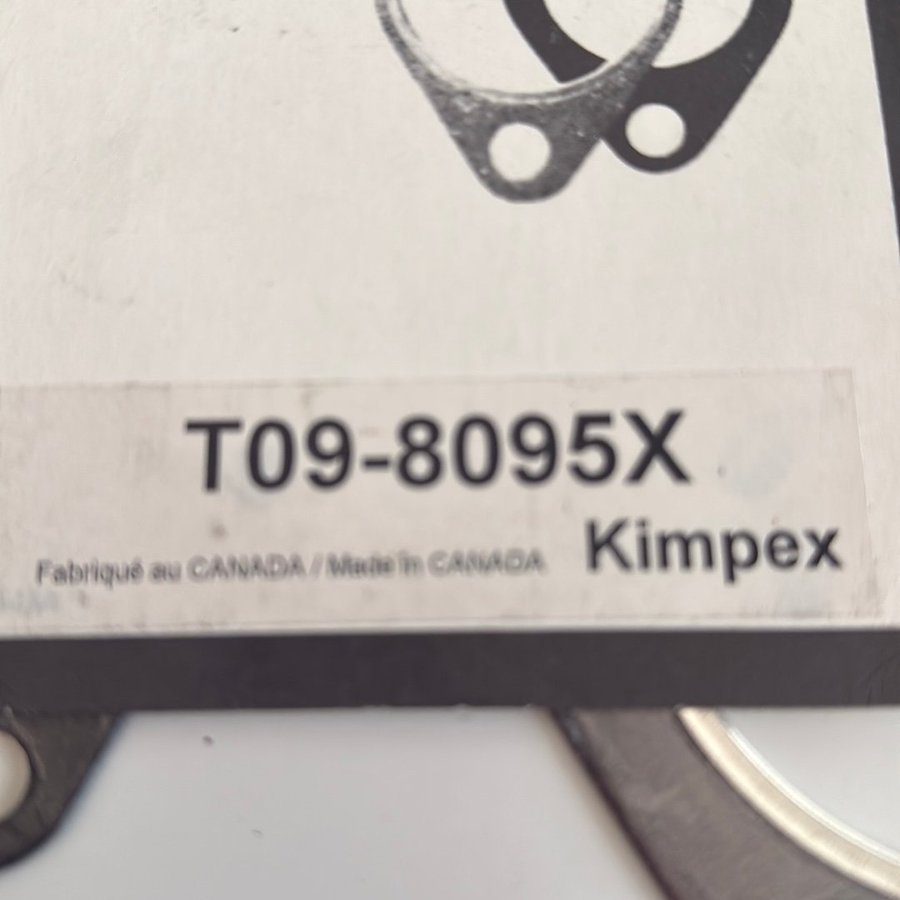 T09-8095X
Kimpex
Fabriqué au CANADA / Made in CANADA